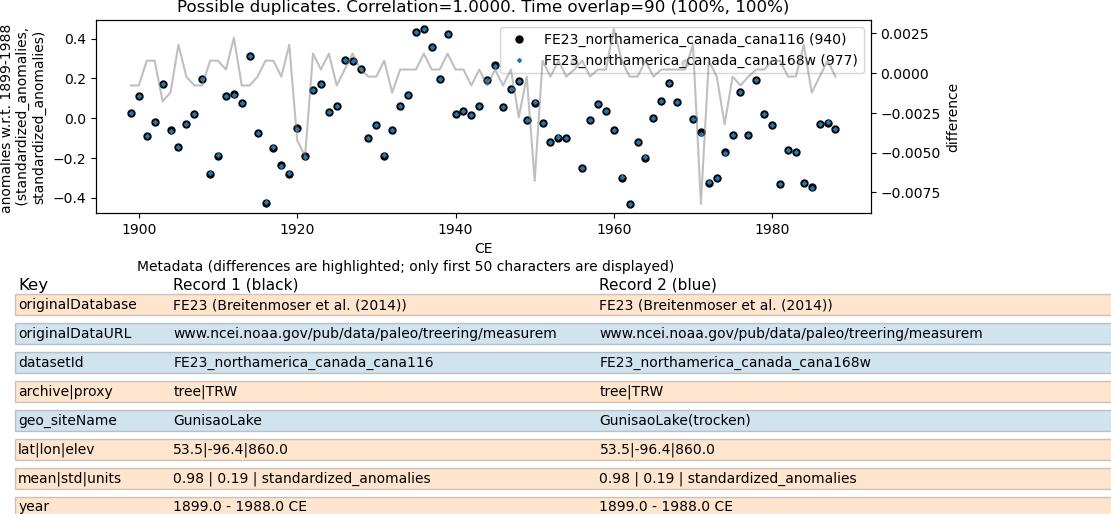 Possible duplicates. Correlation=1.0000. Time overlap=90 (100%, 100%)
anomalies w.r.t. 1899-1988
(standardized_anomalies,
standardized_anomalies)
0.4
0.2
0.0
−0.2
−0.4
FE23_northamerica_canada_cana116 (940)
FE23_northamerica_canada_cana168w (977)
0.0025
0.0000
−0.0025
−0.0050
−0.0075
difference
1900
1920
1940
1960
1980
CE
Metadata (differences are highlighted; only first 50 characters are displayed)
Key Record 1 (black) Record 2 (blue)
originalDatabase FE23 (Breitenmoser et al. (2014)) FE23 (Breitenmoser et al. (2014))
originalDataURL www.ncei.noaa.gov/pub/data/paleo/treering/measurem www.ncei.noaa.gov/pub/data/paleo/treering/measurem
datasetId FE23_northamerica_canada_cana116 FE23_northamerica_canada_cana168w
archive|proxy tree|TRW tree|TRW
geo_siteName GunisaoLake GunisaoLake(trocken)
lat|lon|elev 53.5|-96.4|860.0 53.5|-96.4|860.0
mean|std|units 0.98 | 0.19 | standardized_anomalies 0.98 | 0.19 | standardized_anomalies
year 1899.0 - 1988.0 CE 1899.0 - 1988.0 CE